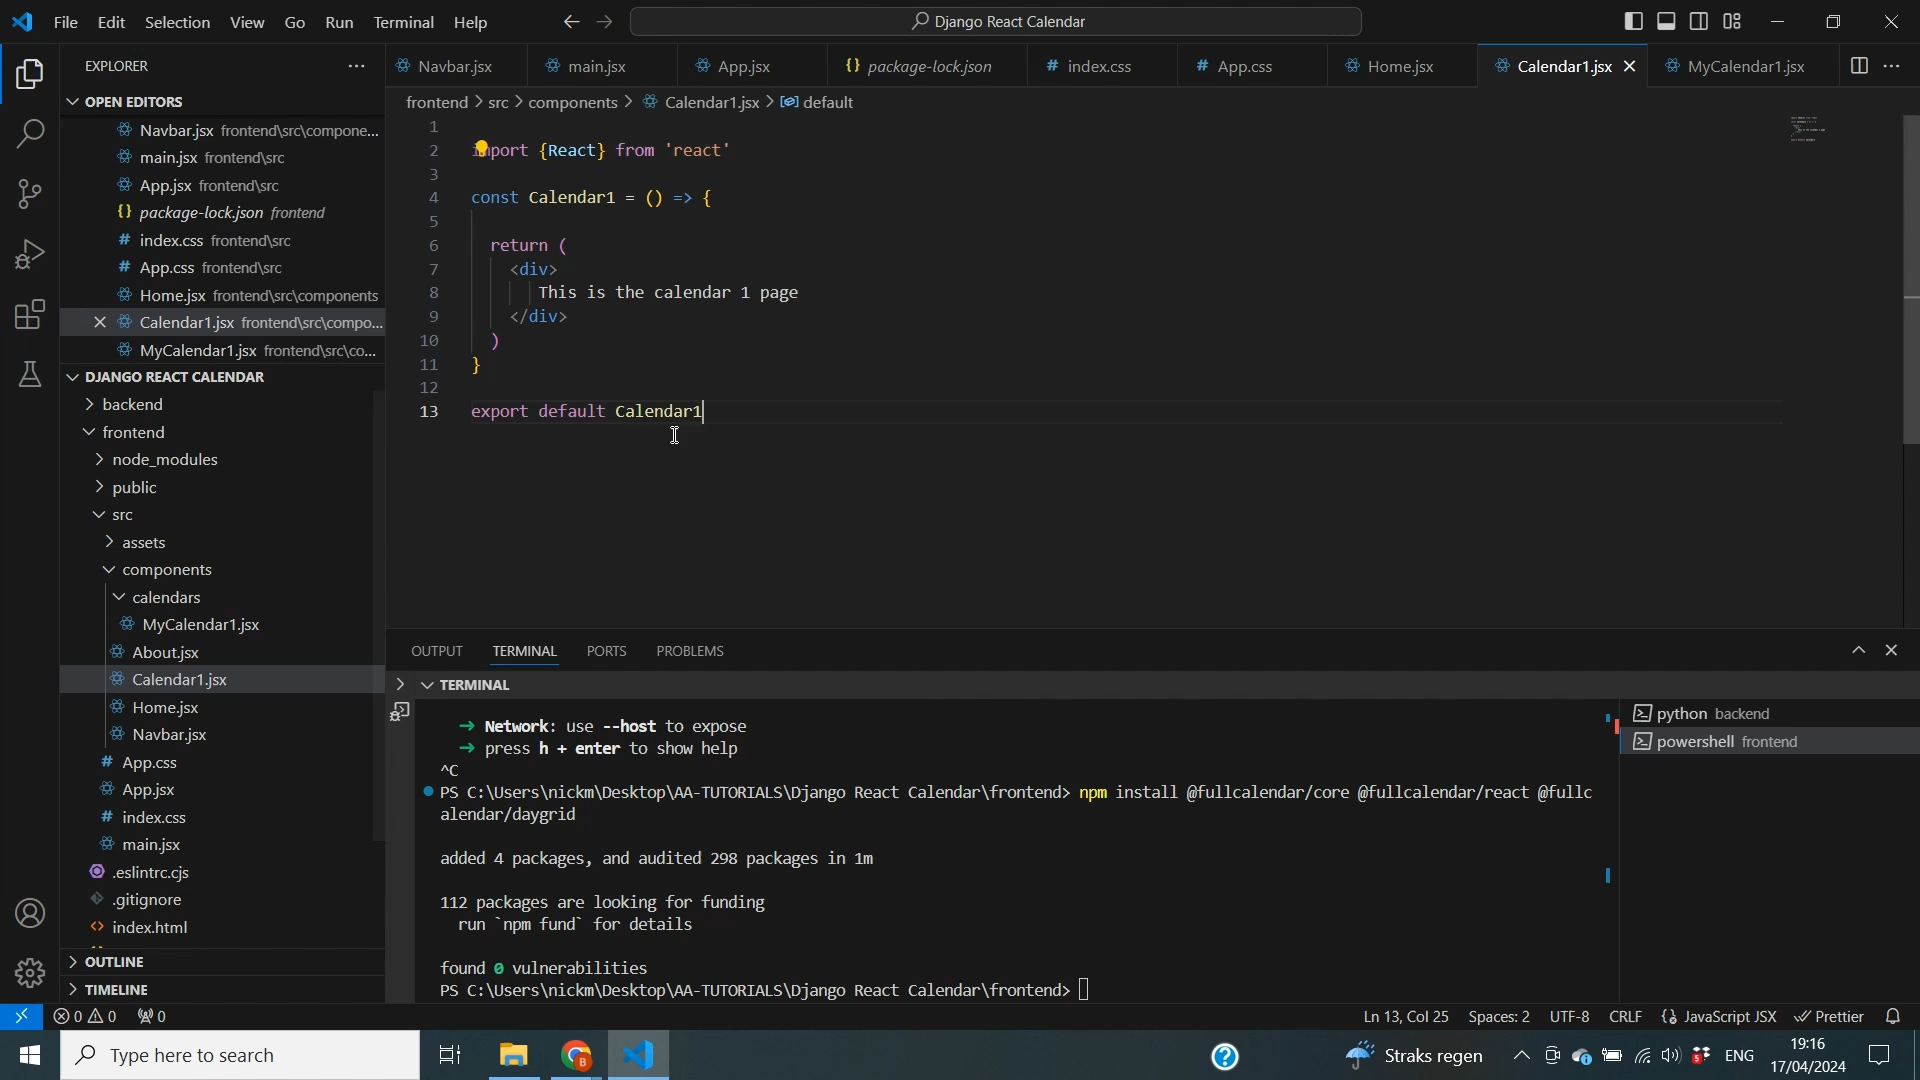 File Edit Selection View Go Run Terminal Help
Django React Calendar
EXPLORER
OPEN EDITORS
Navbar.jsx frontend\src\compone...
main.jsx frontend\src
App.jsx frontend\src
{} package-lock.json frontend
# index.css frontend\src
# App.css frontend\src
Home.jsx frontend\src\components
Calendar1.jsx frontend\src\compo...
MyCalendar1.jsx frontend\src\co...
DJANGO REACT CALENDAR
backend
frontend
node_modules
public
src
assets
components
calendars
MyCalendar1.jsx
About.jsx
Calendar1.jsx
Home.jsx
Navbar.jsx
# App.css
App.jsx
# index.css
main.jsx
.eslintrc.cjs
.gitignore
<> index.html
OUTLINE
TIMELINE
Navbar.jsx main.jsx App.jsx {} package-lock.json # index.css # App.css Home.jsx Calendar1.jsx MyCalendar1.jsx
frontend > src > components > Calendar1.jsx > default
1
2 import {React} from 'react'
3
4 const Calendar1 = () => {
5
6 return (
7 <div>
8 This is the calendar 1 page
9 </div>
10 )
11 }
12
13 export default Calendar1
OUTPUT TERMINAL PORTS PROBLEMS
TERMINAL
→ Network: use --host to expose
→ press h + enter to show help
^C
PS C:\Users\nickm\Desktop\AA-TUTORIALS\Django React Calendar\frontend> npm install @fullcalendar/core @fullcalendar/react @fullc
alendar/daygrid
added 4 packages, and audited 298 packages in 1m
112 packages are looking for funding
run `npm fund` for details
found 0 vulnerabilities
PS C:\Users\nickm\Desktop\AA-TUTORIALS\Django React Calendar\frontend>
python backend
powershell frontend
0 0 0
Ln 13, Col 25 Spaces: 2 UTF-8 CRLF {} JavaScript JSX Prettier
Type here to search
Straks regen
ENG
19:16
17/04/2024